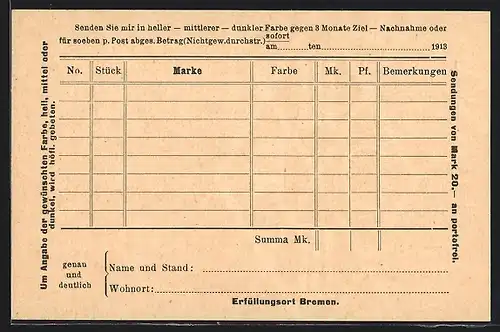 Senden Sie mir in heller — mittlerer — dunkler Farbe gegen 3 Monate Ziel — Nachnahme oder
für soeben p. Post abges. Betrag (Nichtgew. durchstr.) sofort
am ten 1913
Um Angabe der gewünschten Farbe, hell, mittel oder
dunkel, wird höfl. gebeten.
No. Stück Marke Farbe Mk. Pf. Bemerkungen
Sendungen von Mark 20.— an portofrei.
Summa Mk.
genau
und
deutlich
Name und Stand:
Wohnort:
Erfüllungsort Bremen.